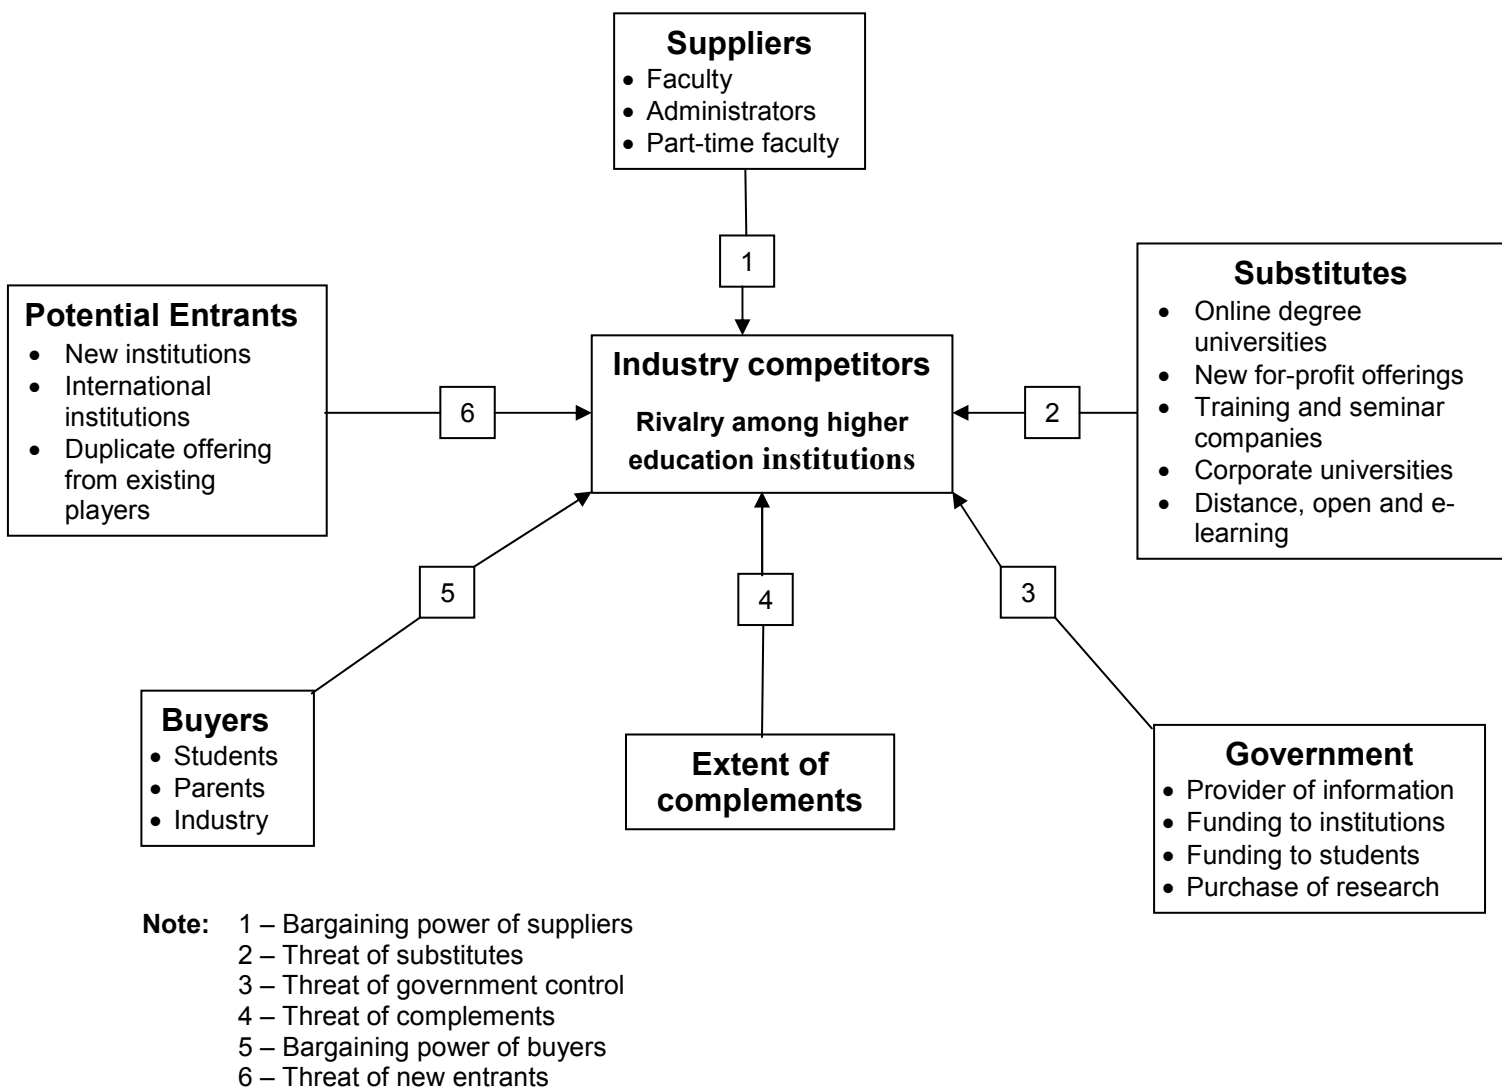 Suppliers
• Faculty
• Administrators
• Part-time faculty
1
Potential Entrants
• New institutions
• International
institutions
• Duplicate offering
from existing
players
6
Industry competitors
Rivalry among higher
education institutions
2
Substitutes
• Online degree
universities
• New for-profit offerings
• Training and seminar
companies
• Corporate universities
• Distance, open and e-
learning
5
4
3
Buyers
• Students
• Parents
• Industry
Extent of
complements
Government
• Provider of information
• Funding to institutions
• Funding to students
• Purchase of research
Note: 1 – Bargaining power of suppliers
2 – Threat of substitutes
3 – Threat of government control
4 – Threat of complements
5 – Bargaining power of buyers
6 – Threat of new entrants